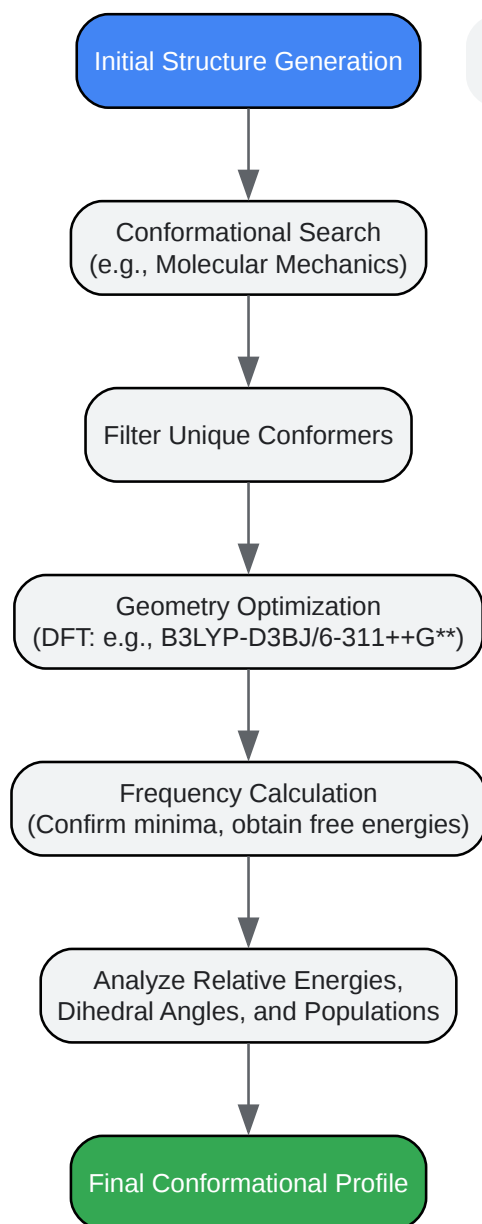 Initial Structure Generation
Conformational Search
(e.g., Molecular Mechanics)
Filter Unique Conformers
Geometry Optimization
(DFT: e.g., B3LYP-D3BJ/6-311++G**)
Frequency Calculation
(Confirm minima, obtain free energies)
Analyze Relative Energies,
Dihedral Angles, and Populations
Final Conformational Profile